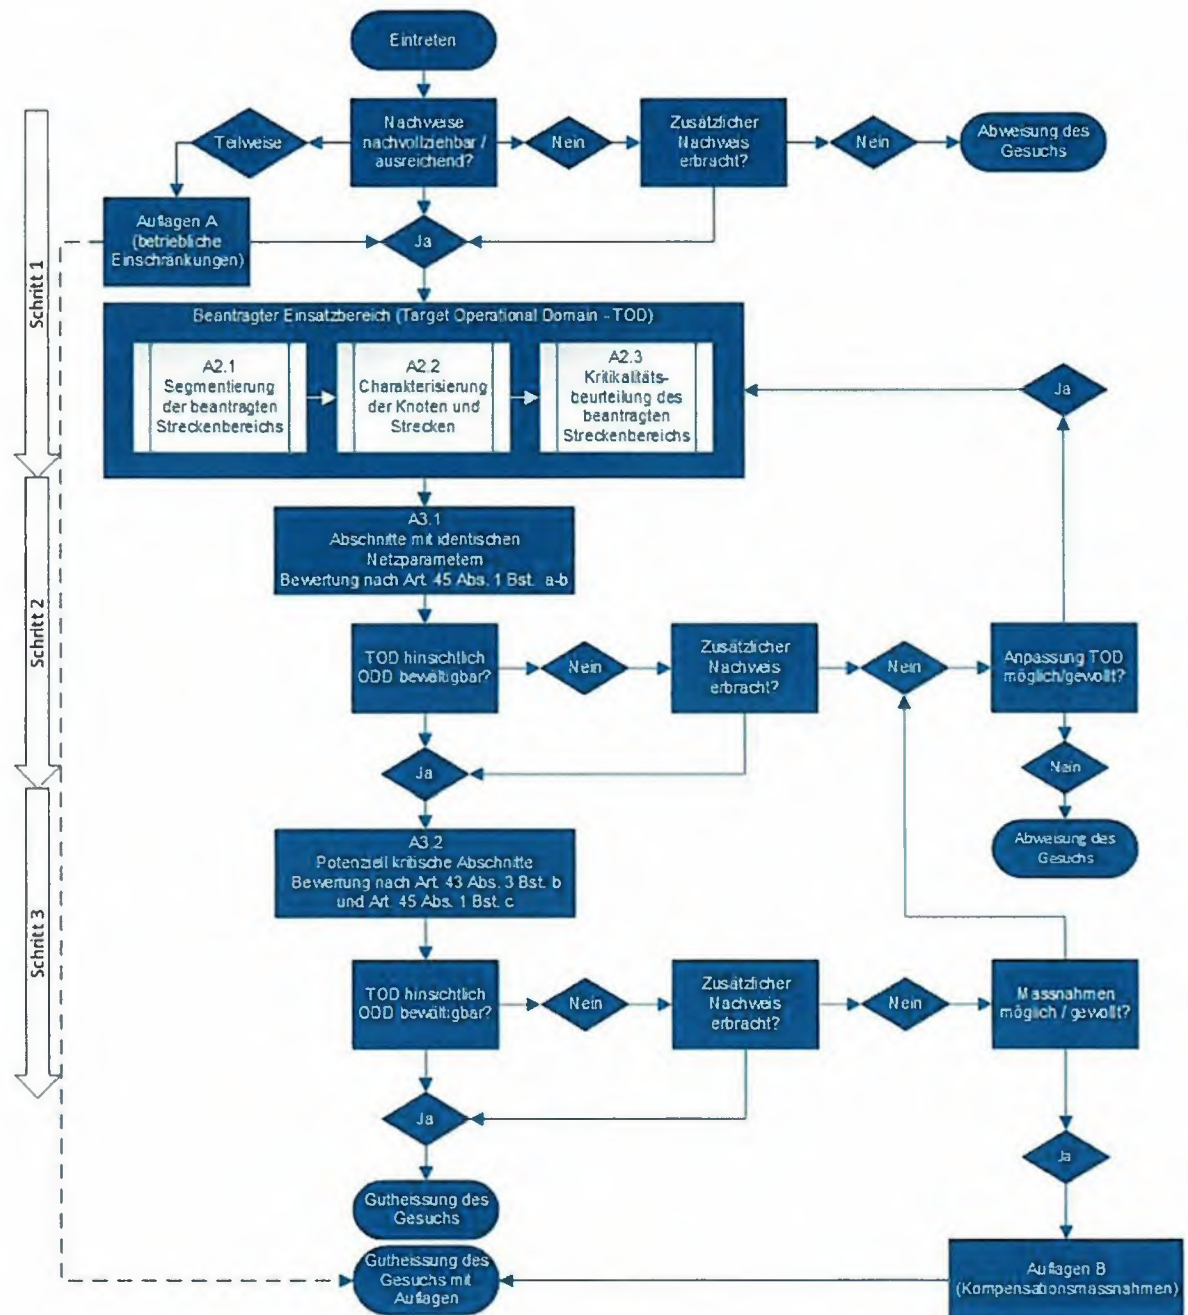 Eintreten
Teilweise
Nachweise
nachvollziehbar /
ausreichend?
Nein
Zusätzlicher
Nachweis
erbracht?
Nein
Abweisung des
Gesuchs
Auflagen A
(betriebliche
Einschränkungen)
Ja
Schritt 1
Beantragter Einsatzbereich (Target Operational Domain - TOD)
A2.1
Segmentierung
der beantragten
Streckenbereichs
A2.2
Charakterisierung
der Knoten und
Strecken
A2.3
Kritikalitäts-
beurteilung des
beantragten
Streckenbereichs
Ja
Schritt 2
A3.1
Abschnitte mit identischen
Netzparametern
Bewertung nach Art. 45 Abs. 1 Bst. a-b
TOD hinsichtlich
ODD bewältigbar?
Nein
Zusätzlicher
Nachweis
erbracht?
Nein
Anpassung TOD
möglich/gewollt?
Ja
Nein
Abweisung des
Gesuchs
Schritt 3
A3.2
Potenziell kritische Abschnitte
Bewertung nach Art. 43 Abs. 3 Bst. b
und Art. 45 Abs. 1 Bst. c
TOD hinsichtlich
ODD bewältigbar?
Nein
Zusätzlicher
Nachweis
erbracht?
Nein
Massnahmen
möglich / gewollt?
Ja
Ja
Gutheissung des
Gesuchs
Gutheissung des
Gesuchs mit
Auflagen
Auflagen B
(Kompensationsmassnahmen)